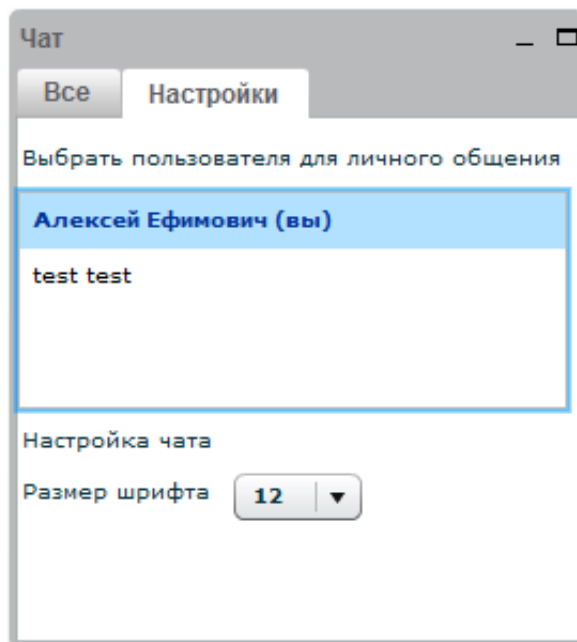 Чат
Все Настройки
Выбрать пользователя для личного общения
Алексей Ефимович (вы)
test test
Настройка чата
Размер шрифта 12